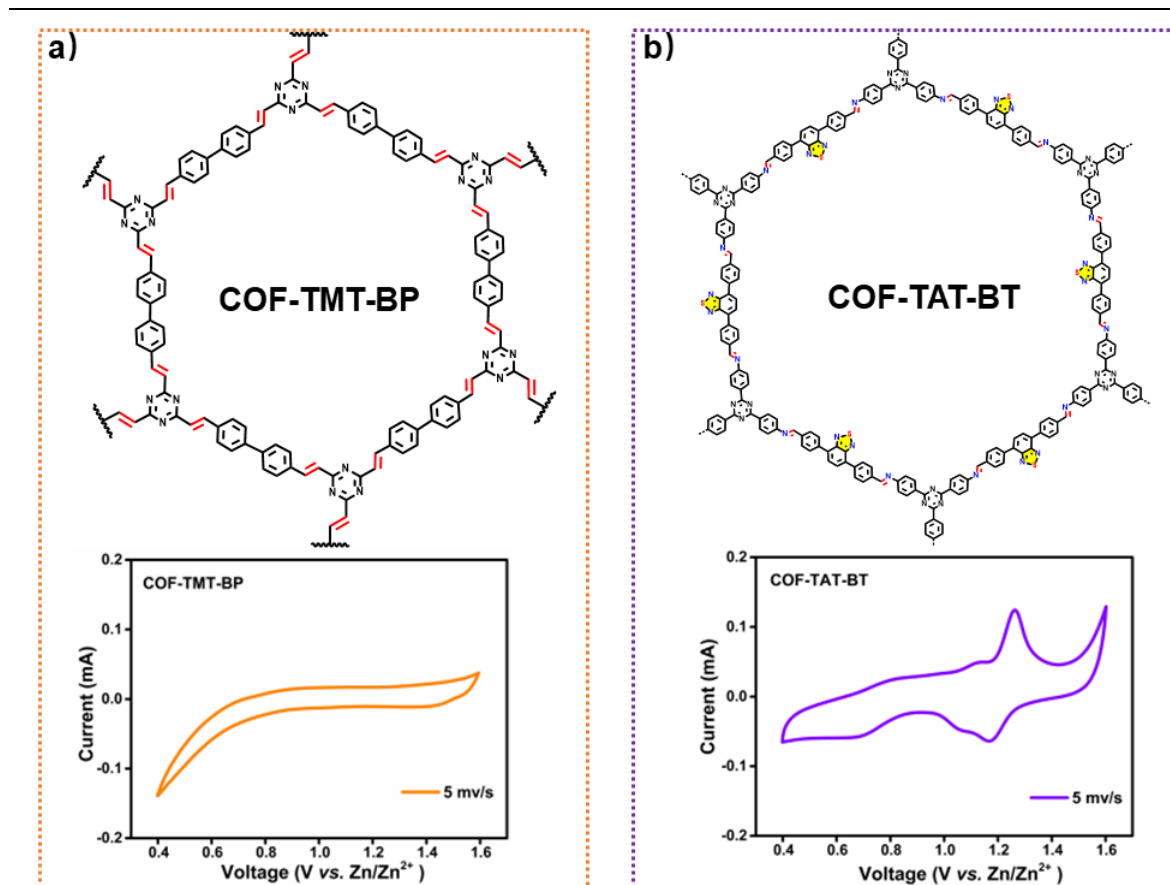 a)
COF-TMT-BP
COF-TMT-BP
0.2
0.1
0.0
-0.1
-0.2
Current (mA)
5 mv/s
0.4 0.6 0.8 1.0 1.2 1.4 1.6
Voltage (V vs. Zn/Zn²⁺)
b)
COF-TAT-BT
COF-TAT-BT
0.2
0.1
0.0
-0.1
-0.2
Current (mA)
5 mv/s
0.4 0.6 0.8 1.0 1.2 1.4 1.6
Voltage (V vs. Zn/Zn²⁺)